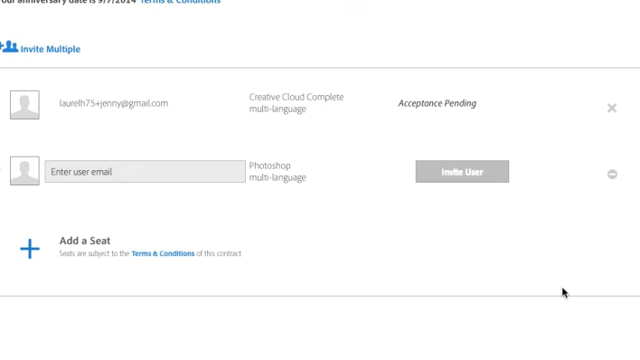 our anniversary date is 9/7/2014 Terms & Conditions
Invite Multiple
laurelh75+jenny@gmail.com
Creative Cloud Complete
multi-language
Acceptance Pending
Enter user email
Photoshop
multi-language
Invite User
Add a Seat
Seats are subject to the Terms & Conditions of this contract